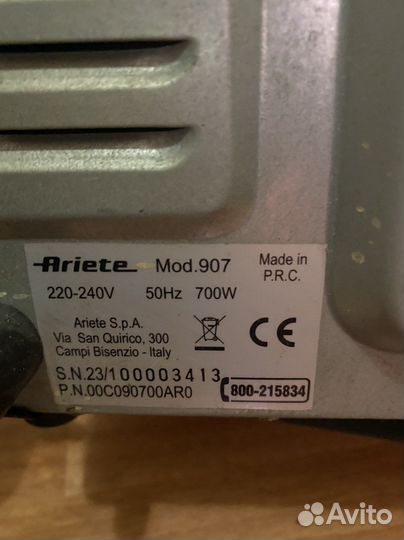 Ariete Mod.907 Made in P.R.C.
220-240V 50Hz 700W
Ariete S.p.A.
Via San Quirico, 300
Campi Bisenzio - Italy
CE
S.N.23/100003413
P.N.00C090700AR0 800-215834
Avito